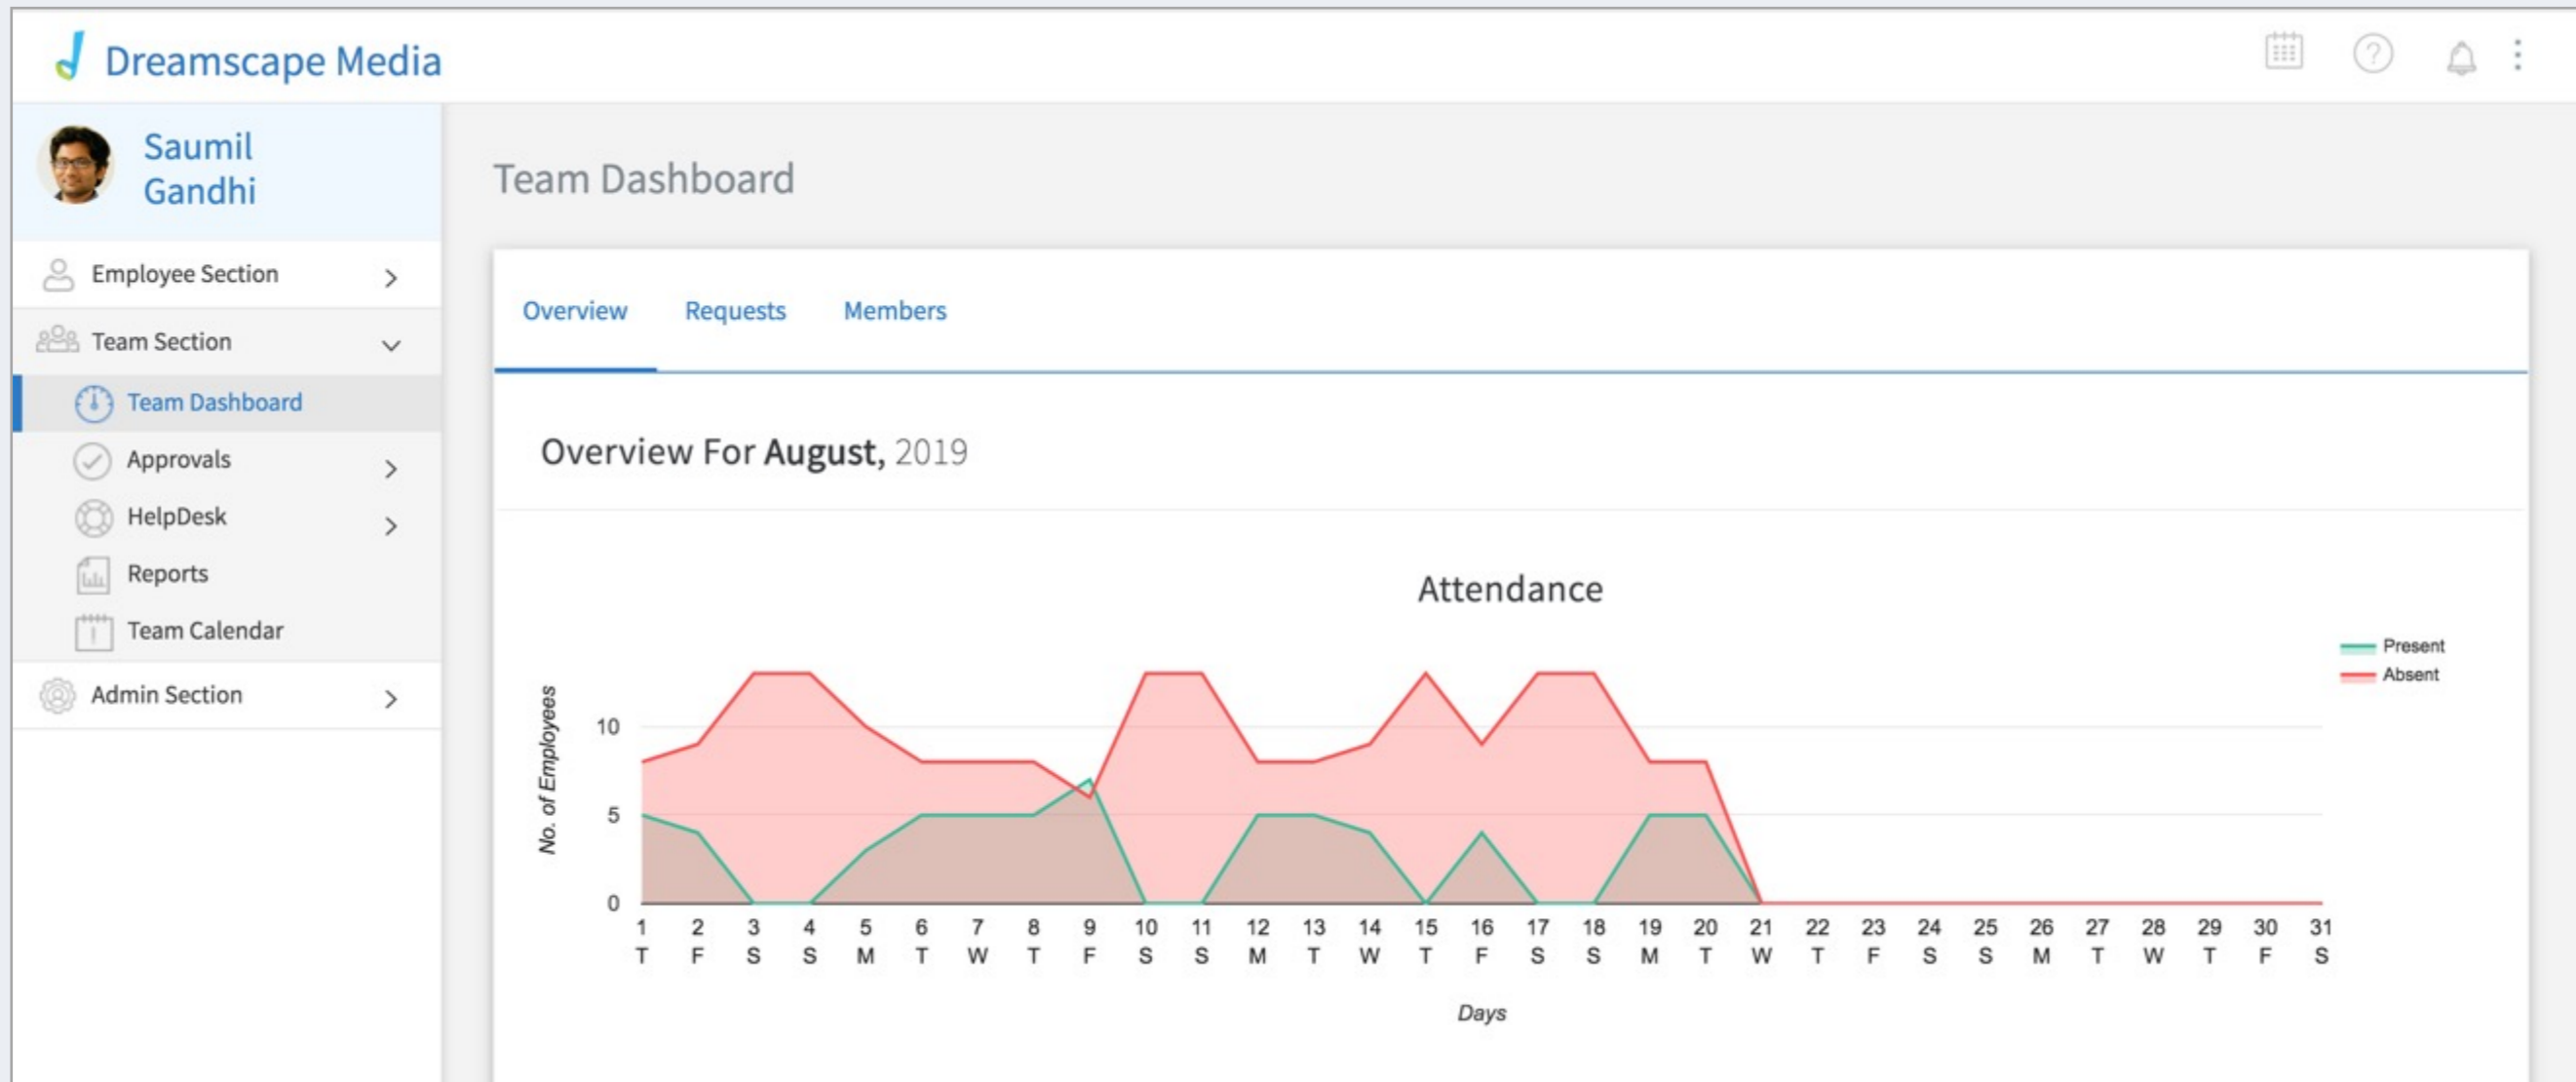 Dreamscape Media
Saumil
Gandhi
Employee Section
Team Section
Team Dashboard
Approvals
HelpDesk
Reports
Team Calendar
Admin Section
Team Dashboard
Overview Requests Members
Overview For August, 2019
Attendance
Present
Absent
No. of Employees
10
5
0
1 2 3 4 5 6 7 8 9 10 11 12 13 14 15 16 17 18 19 20 21 22 23 24 25 26 27 28 29 30 31
T F S S M T W T F S S M T W T F S S M T W T F S S M T W T F S
Days